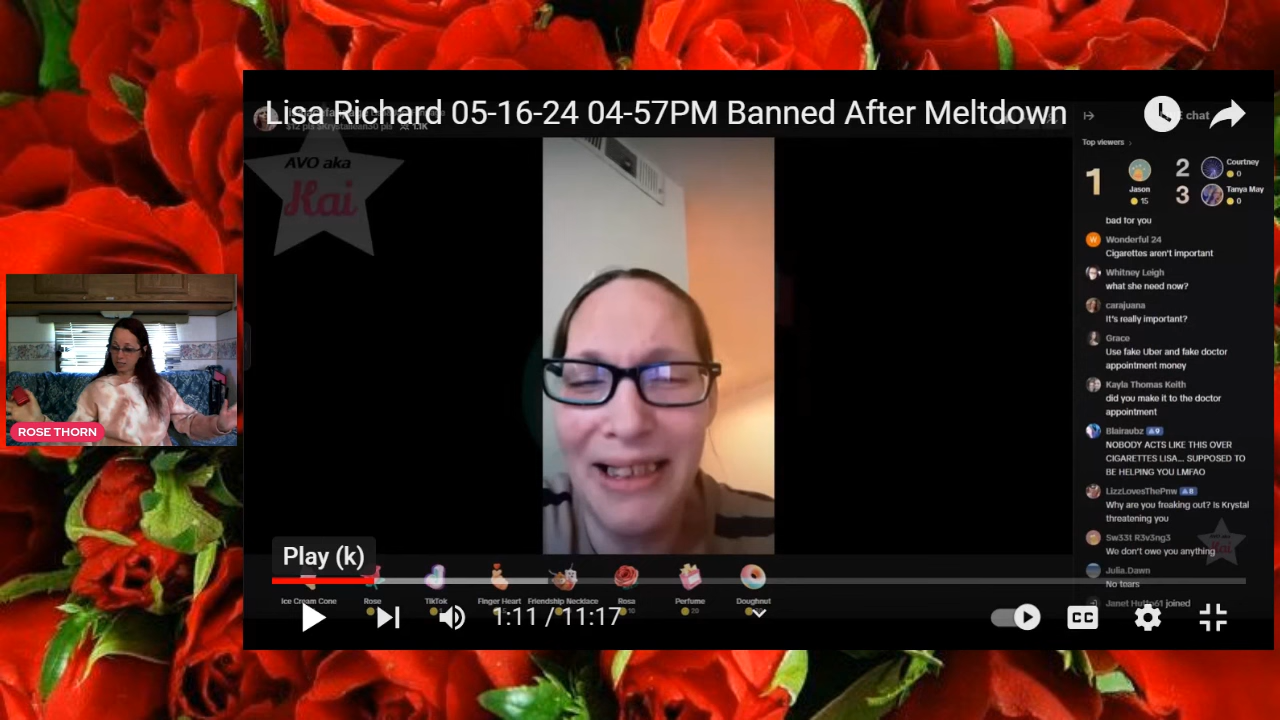 Lisa Richard 05-16-24 04-57PM Banned After Meltdown
chat
AVO aka
Kai
Top viewers
1
Jason
15
2
Courtney
0
3
Tanya May
0
bad for you
Wonderful 24
Cigarettes aren't important
Whitney Leigh
what she need now?
carajuana
It's really important?
Grace
Use fake Uber and fake doctor
appointment money
Kayla Thomas Keith
did you make it to the doctor
appointment
Blairaubz
NOBODY ACTS LIKE THIS OVER
CIGARETTES LISA... SUPPOSED TO
BE HELPING YOU LMFAO
LizzLovesThePnw
Why are you freaking out? Is Krystal
threatening you
Sw33t R3v3ng3
We don't owe you anything
Julia.Dawn
No tears
joined
ROSE THORN
Play (k)
Ice Cream Cone
Rose
TikTok
Finger Heart
Friendship Necklace
Rosa
Perfume
Doughnut
1:11 / 11:17
CC